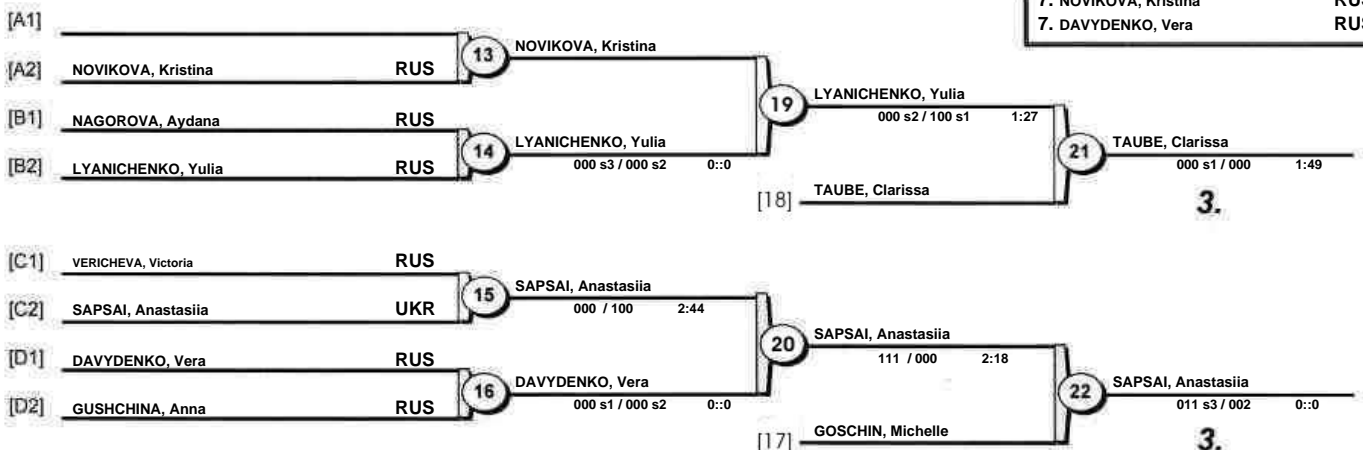 7. NOVIKOVA, Kristina RUS
7. DAVYDENKO, Vera RUS
[A1]
[A2] NOVIKOVA, Kristina RUS
13 NOVIKOVA, Kristina
[B1] NAGOROVA, Aydana RUS
[B2] LYANICHENKO, Yulia RUS
14 LYANICHENKO, Yulia
000 s3 / 000 s2 0::0
19 LYANICHENKO, Yulia
000 s2 / 100 s1 1:27
[18] TAUBE, Clarissa
21 TAUBE, Clarissa
000 s1 / 000 1:49
3.
[C1] VERICHEVA, Victoria RUS
[C2] SAPSAI, Anastasiia UKR
15 SAPSAI, Anastasiia
000 / 100 2:44
[D1] DAVYDENKO, Vera RUS
[D2] GUSHCHINA, Anna RUS
16 DAVYDENKO, Vera
000 s1 / 000 s2 0::0
20 SAPSAI, Anastasiia
111 / 000 2:18
[17] GOSCHIN, Michelle
22 SAPSAI, Anastasiia
011 s3 / 002 0::0
3.